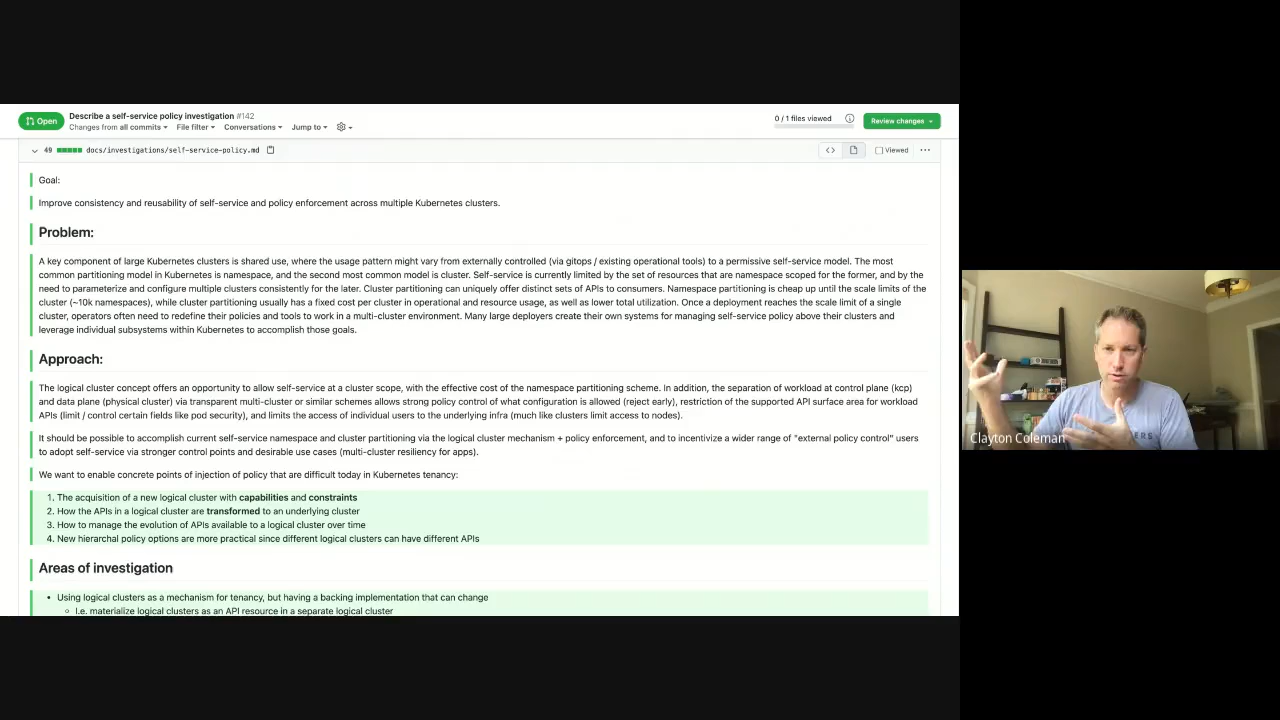 Open
Describe a self-service policy investigation #142
Changes from all commits
File filter
Conversations
Jump to
0 / 1 files viewed
Review changes
49
docs/investigations/self-service-policy.md
Viewed
Goal:
Improve consistency and reusability of self-service and policy enforcement across multiple Kubernetes clusters.
Problem:
A key component of large Kubernetes clusters is shared use, where the usage pattern might vary from externally controlled (via gitops / existing operational tools) to a permissive self-service model. The most
common partitioning model in Kubernetes is namespace, and the second most common model is cluster. Self-service is currently limited by the set of resources that are namespace scoped for the former, and by the
need to parameterize and configure multiple clusters consistently for the later. Cluster partitioning can uniquely offer distinct sets of APIs to consumers. Namespace partitioning is cheap up until the scale limits of the
cluster (~10k namespaces), while cluster partitioning usually has a fixed cost per cluster in operational and resource usage, as well as lower total utilization. Once a deployment reaches the scale limit of a single
cluster, operators often need to redefine their policies and tools to work in a multi-cluster environment. Many large deployers create their own systems for managing self-service policy above their clusters and
leverage individual subsystems within Kubernetes to accomplish those goals.
Approach:
The logical cluster concept offers an opportunity to allow self-service at a cluster scope, with the effective cost of the namespace partitioning scheme. In addition, the separation of workload at control plane (kcp)
and data plane (physical cluster) via transparent multi-cluster or similar schemes allows strong policy control of what configuration is allowed (reject early), restriction of the supported API surface area for workload
APIs (limit / control certain fields like pod security), and limits the access of individual users to the underlying infra (much like clusters limit access to nodes).
It should be possible to accomplish current self-service namespace and cluster partitioning via the logical cluster mechanism + policy enforcement, and to incentivize a wider range of "external policy control" users
to adopt self-service via stronger control points and desirable use cases (multi-cluster resiliency for apps).
We want to enable concrete points of injection of policy that are difficult today in Kubernetes tenancy:
1. The acquisition of a new logical cluster with capabilities and constraints
2. How the APIs in a logical cluster are transformed to an underlying cluster
3. How to manage the evolution of APIs available to a logical cluster over time
4. New hierarchal policy options are more practical since different logical clusters can have different APIs
Areas of investigation
• Using logical clusters as a mechanism for tenancy, but having a backing implementation that can change
○ I.e. materialize logical clusters as an API resource in a separate logical cluster
Clayton Coleman